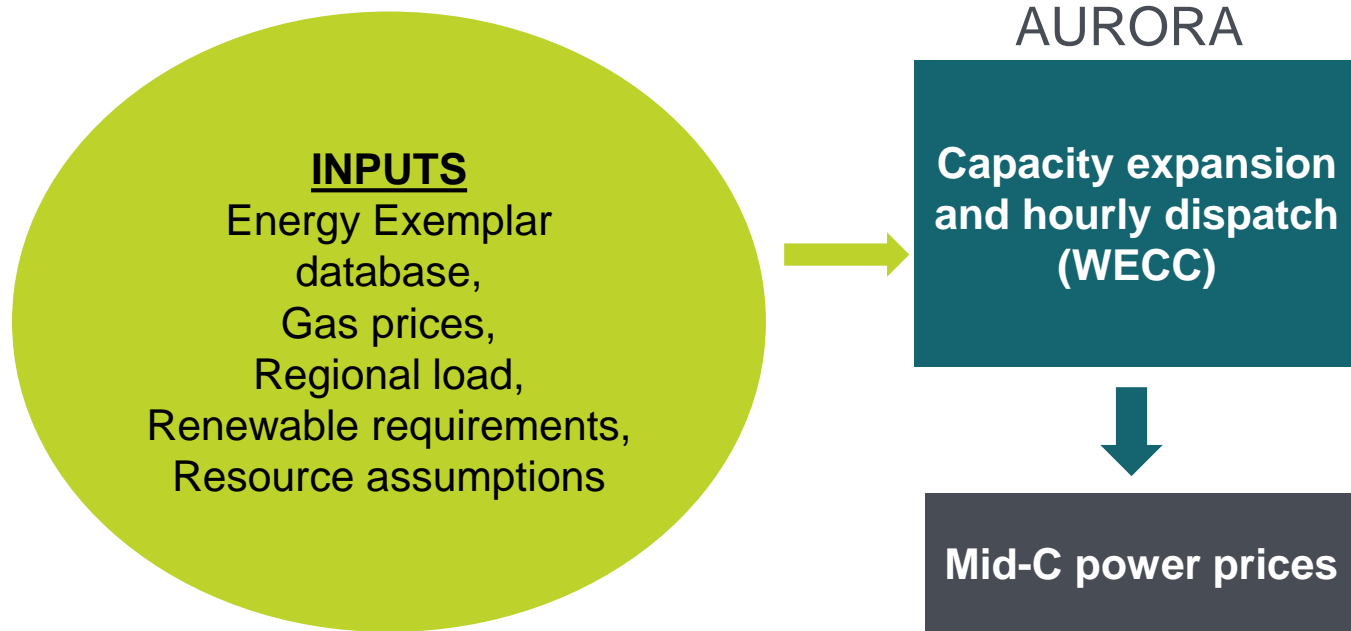 AURORA
INPUTS
Energy Exemplar
database,
Gas prices,
Regional load,
Renewable requirements,
Resource assumptions
Capacity expansion
and hourly dispatch
(WECC)
Mid-C power prices